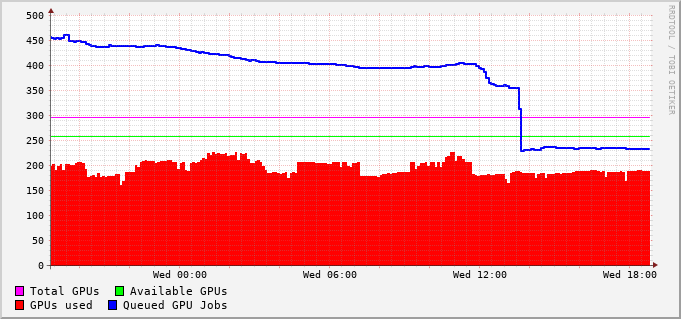 500
450
400
350
300
250
200
150
100
50
0
Wed 00:00 Wed 06:00 Wed 12:00 Wed 18:00
Total GPUs Available GPUs
GPUs used Queued GPU Jobs
RRDTOOL / TOBI OETIKER